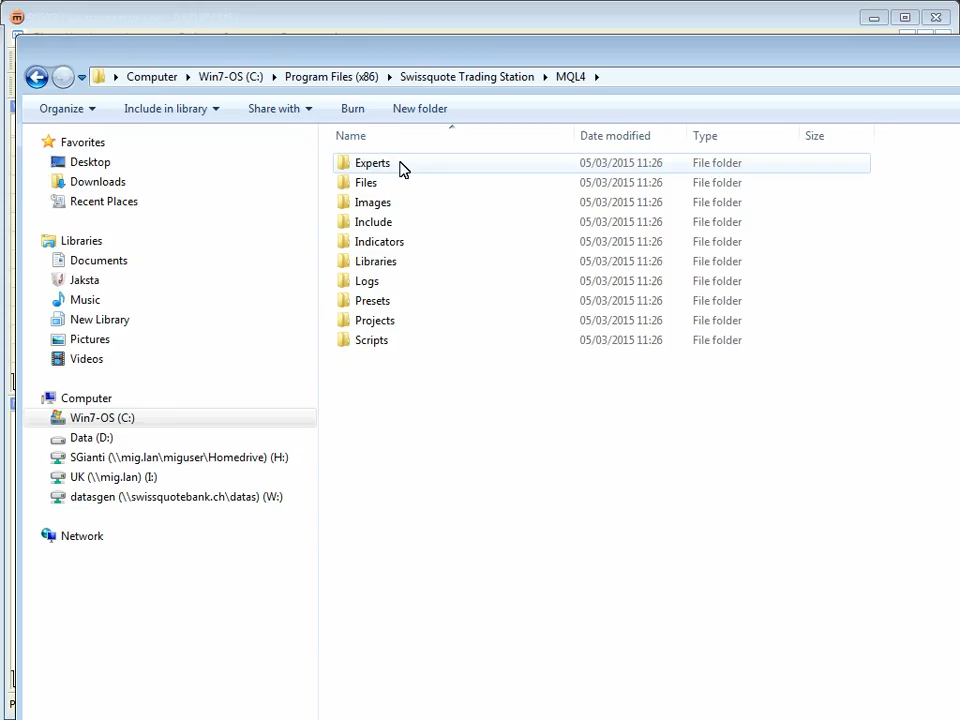 Computer Win7-OS (C:) Program Files (x86) Swissquote Trading Station MQL4
Organize Include in library Share with Burn New folder
Name Date modified Type Size
Favorites
Desktop
Downloads
Recent Places
Libraries
Documents
Jaksta
Music
New Library
Pictures
Videos
Computer
Win7-OS (C:)
Data (D:)
SGianti (\\mig.lan\miguser\Homedrive) (H:)
UK (\\mig.lan) (I:)
datasgen (\\swissquotebank.ch\datas) (W:)
Network
Experts 05/03/2015 11:26 File folder
Files 05/03/2015 11:26 File folder
Images 05/03/2015 11:26 File folder
Include 05/03/2015 11:26 File folder
Indicators 05/03/2015 11:26 File folder
Libraries 05/03/2015 11:26 File folder
Logs 05/03/2015 11:26 File folder
Presets 05/03/2015 11:26 File folder
Projects 05/03/2015 11:26 File folder
Scripts 05/03/2015 11:26 File folder